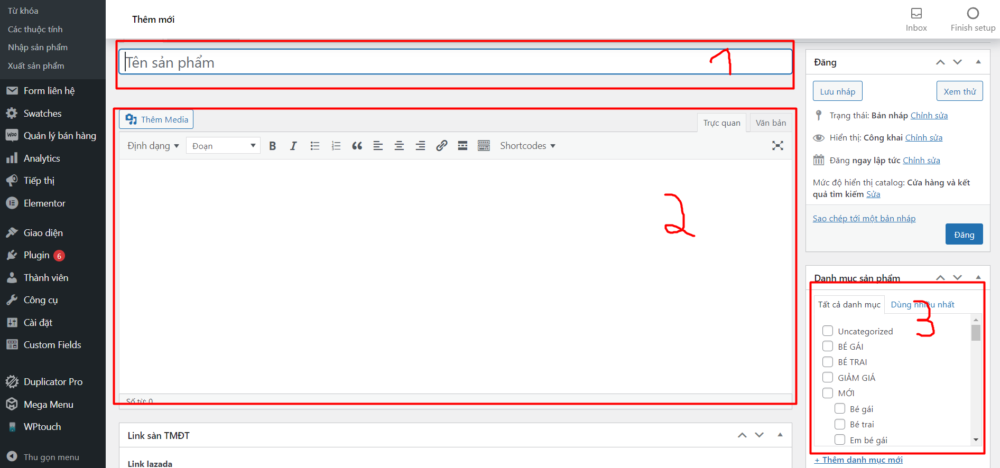 Từ khóa
Các thuộc tính
Nhập sản phẩm
Xuất sản phẩm
Form liên hệ
Swatches
Quản lý bán hàng
Analytics
Tiếp thị
Elementor
Giao diện
Plugin 6
Thành viên
Công cụ
Cài đặt
Custom Fields
Duplicator Pro
Mega Menu
WPtouch
Thu gọn menu
Thêm mới
Inbox
Finish setup
Tên sản phẩm
1
Thêm Media
Trực quan
Văn bản
Định dạng
Đoạn
B I
Shortcodes
2
Số từ: 0
Link sàn TMĐT
Link lazada
Đăng
Lưu nháp
Xem thử
Trạng thái: Bản nháp Chỉnh sửa
Hiển thị: Công khai Chỉnh sửa
Đăng ngay lập tức Chỉnh sửa
Mức độ hiển thị catalog: Cửa hàng và kết
quả tìm kiếm Sửa
Sao chép tới một bản nháp
Đăng
Danh mục sản phẩm
Tất cả danh mục
Dùng nhiều nhất
3
Uncategorized
BÉ GÁI
BÉ TRAI
GIẢM GIÁ
MỚI
Bé gái
Bé trai
Em bé gái
+ Thêm danh mục mới